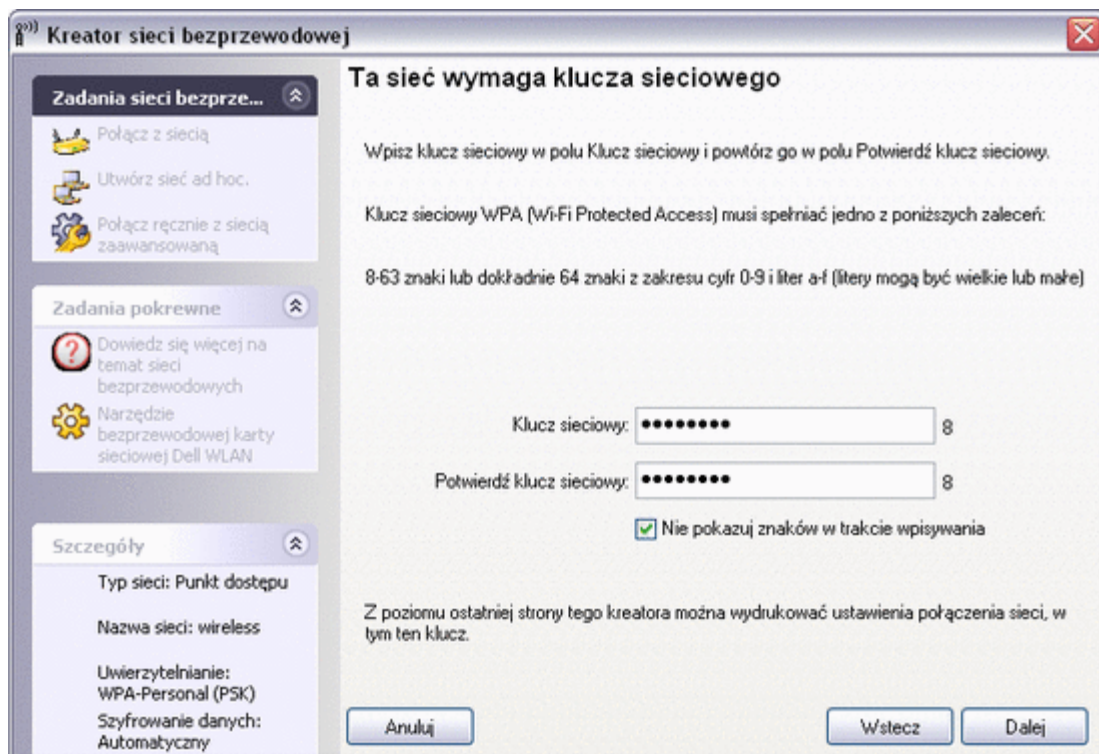 Kreator sieci bezprzewodowej
Zadania sieci bezprze...
Połącz z siecią
Utwórz sieć ad hoc.
Połącz ręcznie z siecią
zaawansowaną
Zadania pokrewne
Dowiedz się więcej na
temat sieci
bezprzewodowych
Narzędzie
bezprzewodowej karty
sieciowej Dell WLAN
Szczegóły
Typ sieci: Punkt dostępu
Nazwa sieci: wireless
Uwierzytelnianie:
WPA-Personal (PSK)
Szyfrowanie danych:
Automatyczny
Ta sieć wymaga klucza sieciowego
Wpisz klucz sieciowy w polu Klucz sieciowy i powtórz go w polu Potwierdź klucz sieciowy.
Klucz sieciowy WPA (Wi-Fi Protected Access) musi spełniać jedno z poniższych zaleceń:
8-63 znaki lub dokładnie 64 znaki z zakresu cyfr 0-9 i liter a-f (litery mogą być wielkie lub małe)
Klucz sieciowy: •••••••• 8
Potwierdź klucz sieciowy: •••••••• 8
Nie pokazuj znaków w trakcie wpisywania
Z poziomu ostatniej strony tego kreatora można wydrukować ustawienia połączenia sieci, w
tym ten klucz.
Anuluj
Wstecz
Dalej